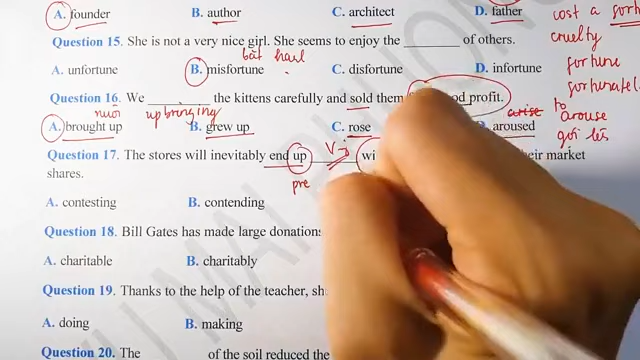 A. founder B. author C. architect D. father
cost a
Question 15. She is not a very nice girl. She seems to enjoy the ________ of others.
cruelty
bất hạnh
A. unfortune B. misfortune C. disfortune D. infortune
fortune
Question 16. We ________ the kittens carefully and sold them profit.
nuôi upbringing arise to
A. brought up B. grew up C. rose D. aroused
arouse
V
Question 17. The stores will inevitably end up their market
pre
shares.
A. contesting B. contending
Question 18. Bill Gates has made large donations
A. charitable B. charitably
Question 19. Thanks to the help of the teacher,
A. doing B. making
Question 20. The of the soil reduced the